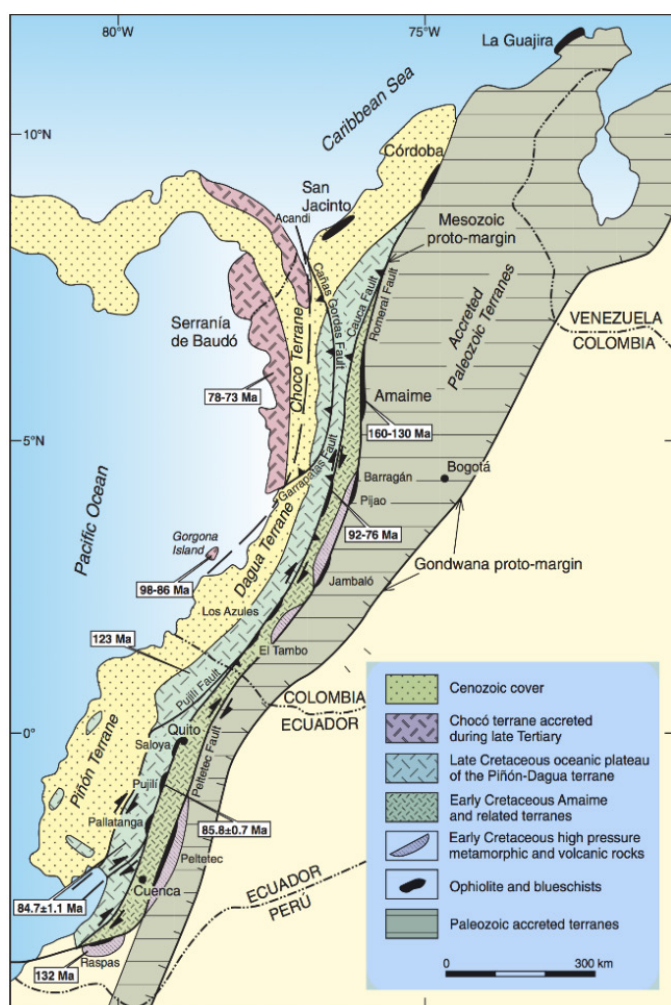 80°W
75°W
La Guajira
Caribbean Sea
10°N
Córdoba
San
Jacinto
Acandi
Mesozoic
proto-margin
Cañas Gordas Fault
Cauca Fault
Romeral Fault
Accreted
Paleozoic Terranes
Serranía
de Baudó
Choco Terrane
VENEZUELA
COLOMBIA
78-73 Ma
Amaime
160-130 Ma
5°N
Garrapatas Fault
Barragán
Bogotá
Pijao
Pacific Ocean
Gorgona
Island
Dagua Terrane
92-76 Ma
Gondwana proto-margin
98-86 Ma
Jambaló
Los Azules
123 Ma
El Tambo
Pujilí Fault
COLOMBIA
ECUADOR
0°
Quito
Saloya
Piñón Terrane
Peltetec Fault
Pujilí
Pallatanga
85.8±0.7 Ma
Peltetec
84.7±1.1 Ma
Cuenca
ECUADOR
PERÚ
Raspas
132 Ma
Cenozoic cover
Chocó terrane accreted
during late Tertiary
Late Cretaceous oceanic plateau
of the Piñón-Dagua terrane
Early Cretaceous Amaime
and related terranes
Early Cretaceous high pressure
metamorphic and volcanic rocks
Ophiolite and blueschists
Paleozoic accreted terranes
0
300 km